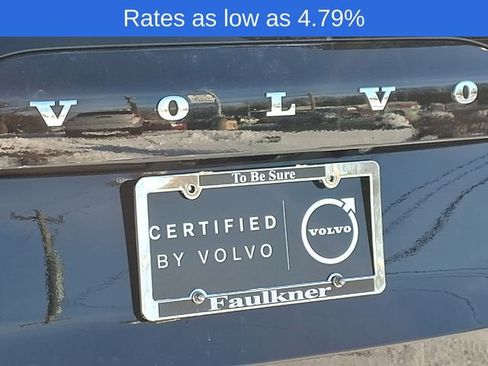 Rates as low as 4.79%
VOLVO
To Be Sure
CERTIFIED
BY VOLVO
VOLVO
Faulkner